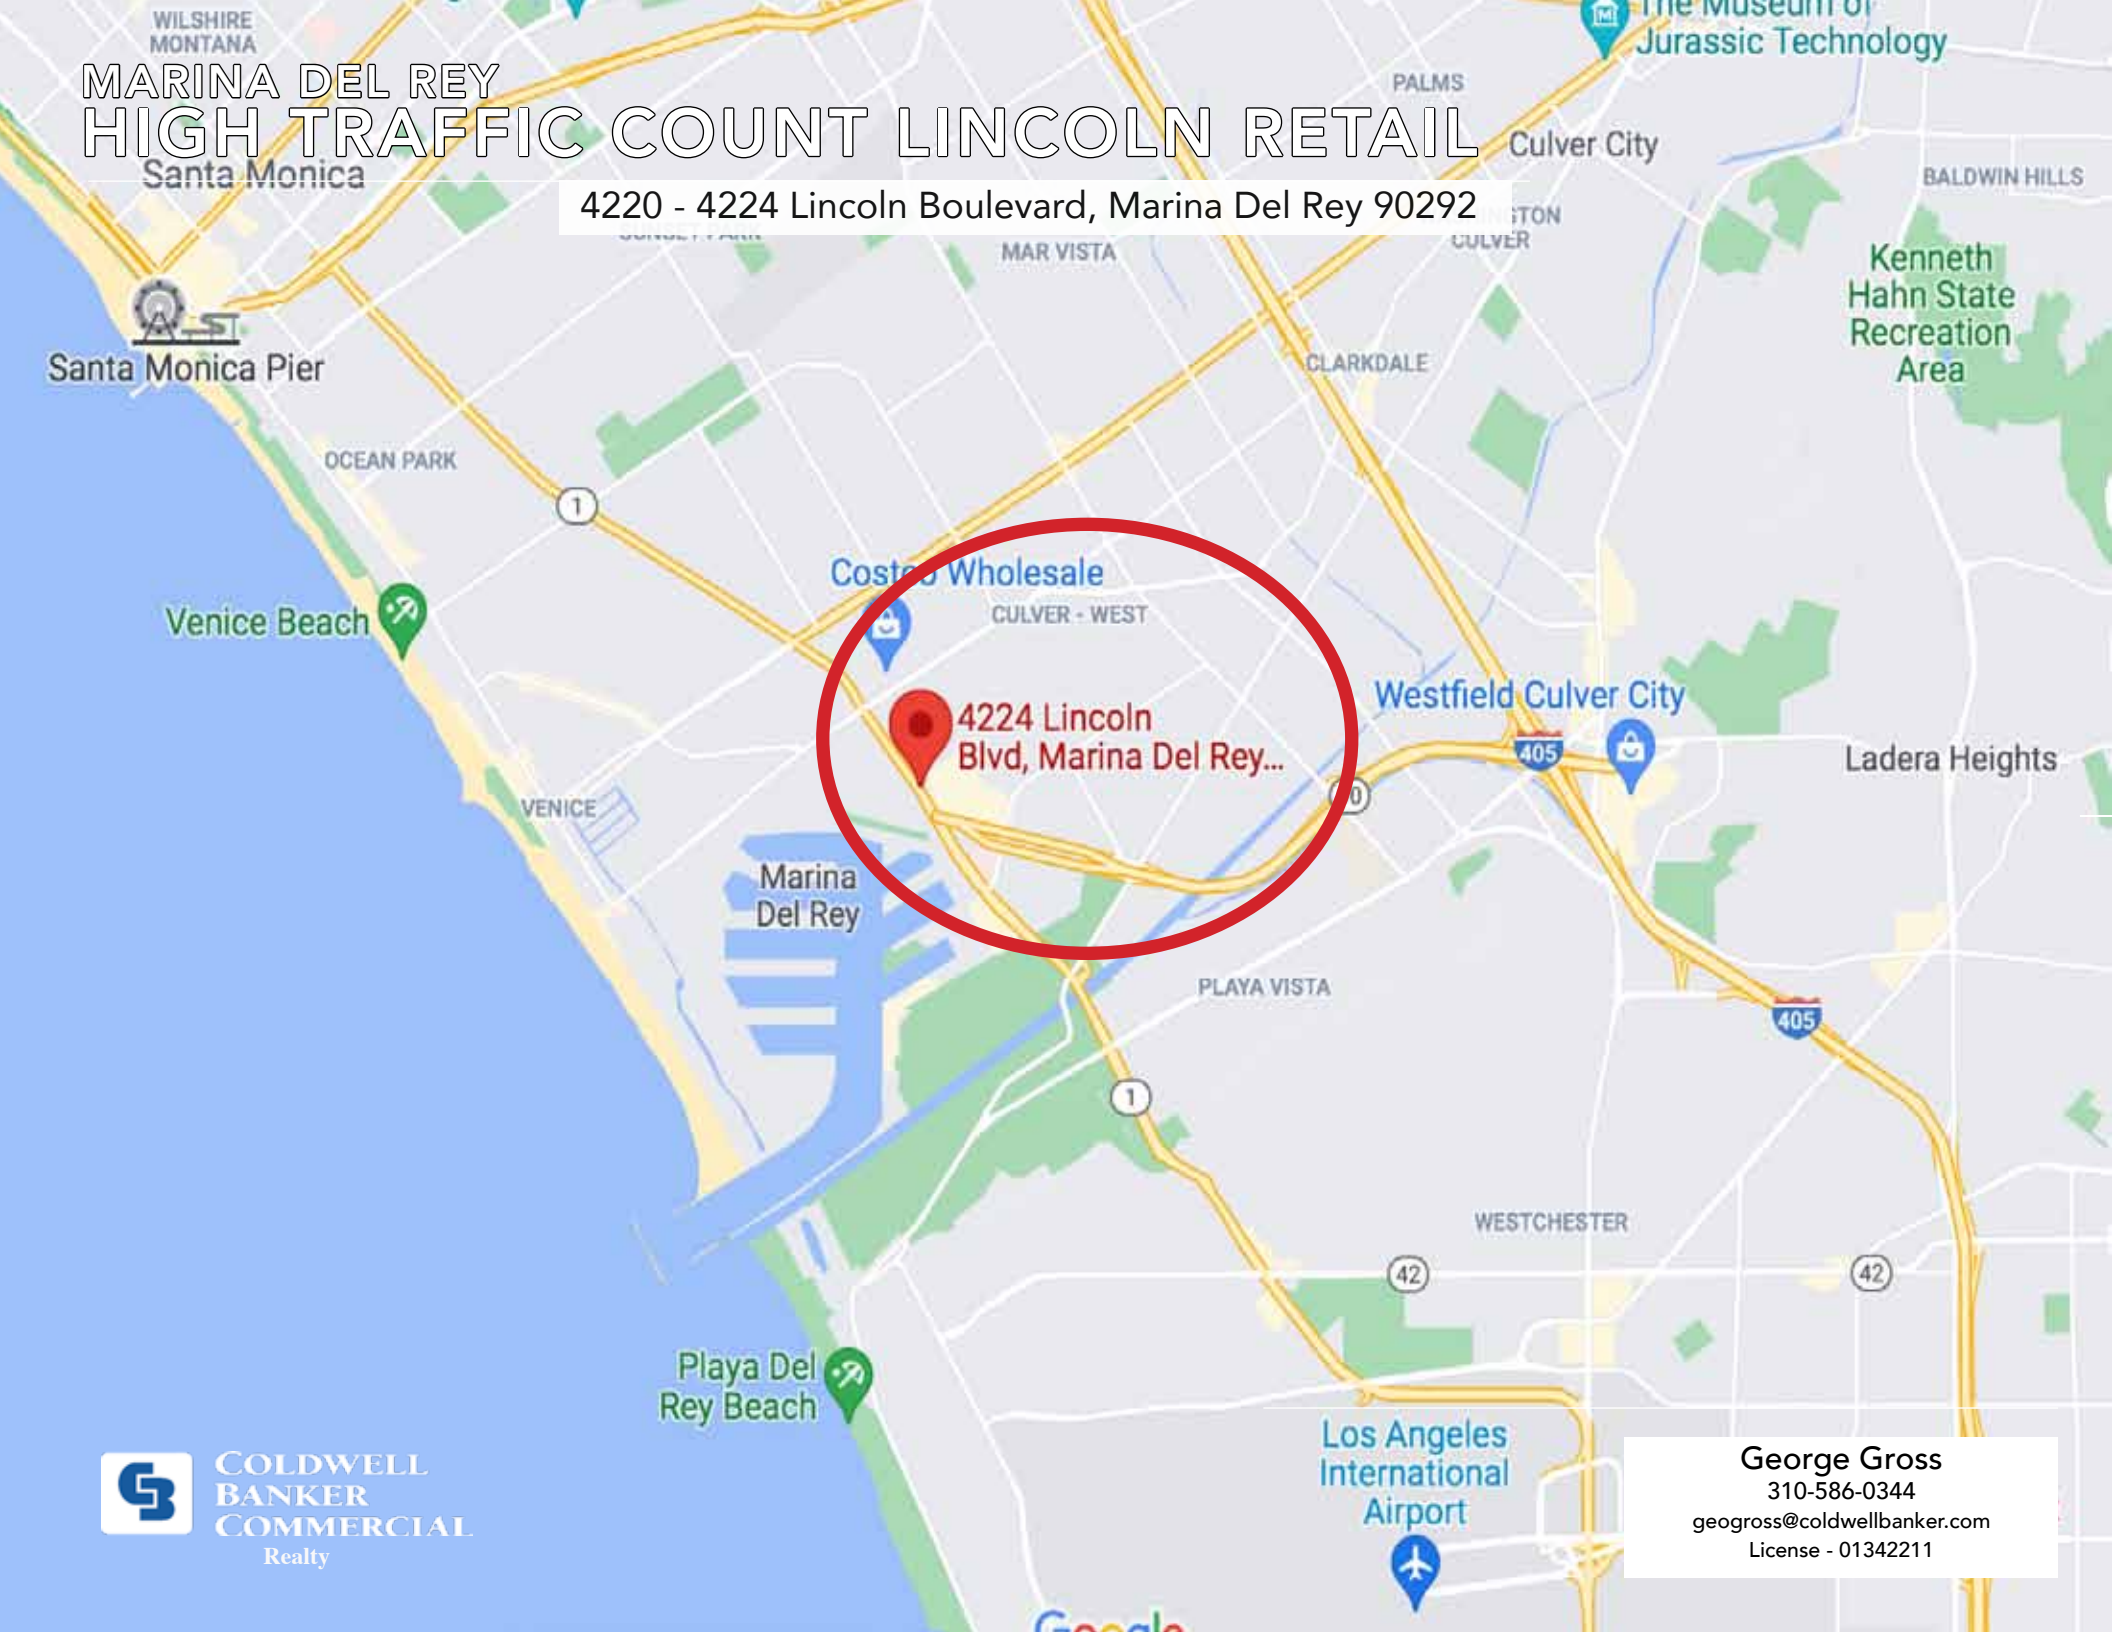 WILSHIRE
MONTANA
The Museum of
Jurassic Technology
MARINA DEL REY
PALMS
HIGH TRAFFIC COUNT LINCOLN RETAIL
Culver City
Santa Monica
BALDWIN HILLS
4220 - 4224 Lincoln Boulevard, Marina Del Rey 90292
SUNSET PARK
CULVER
MAR VISTA
Kenneth
Hahn State
Recreation
Area
Santa Monica Pier
CLARKDALE
OCEAN PARK
1
Costco Wholesale
CULVER - WEST
Venice Beach
Westfield Culver City
4224 Lincoln
Blvd, Marina Del Rey...
405
Ladera Heights
VENICE
Marina
Del Rey
PLAYA VISTA
405
1
WESTCHESTER
42
42
Playa Del
Rey Beach
Los Angeles
International
Airport
COLDWELL
BANKER
COMMERCIAL
Realty
George Gross
310-586-0344
geogross@coldwellbanker.com
License - 01342211
Google